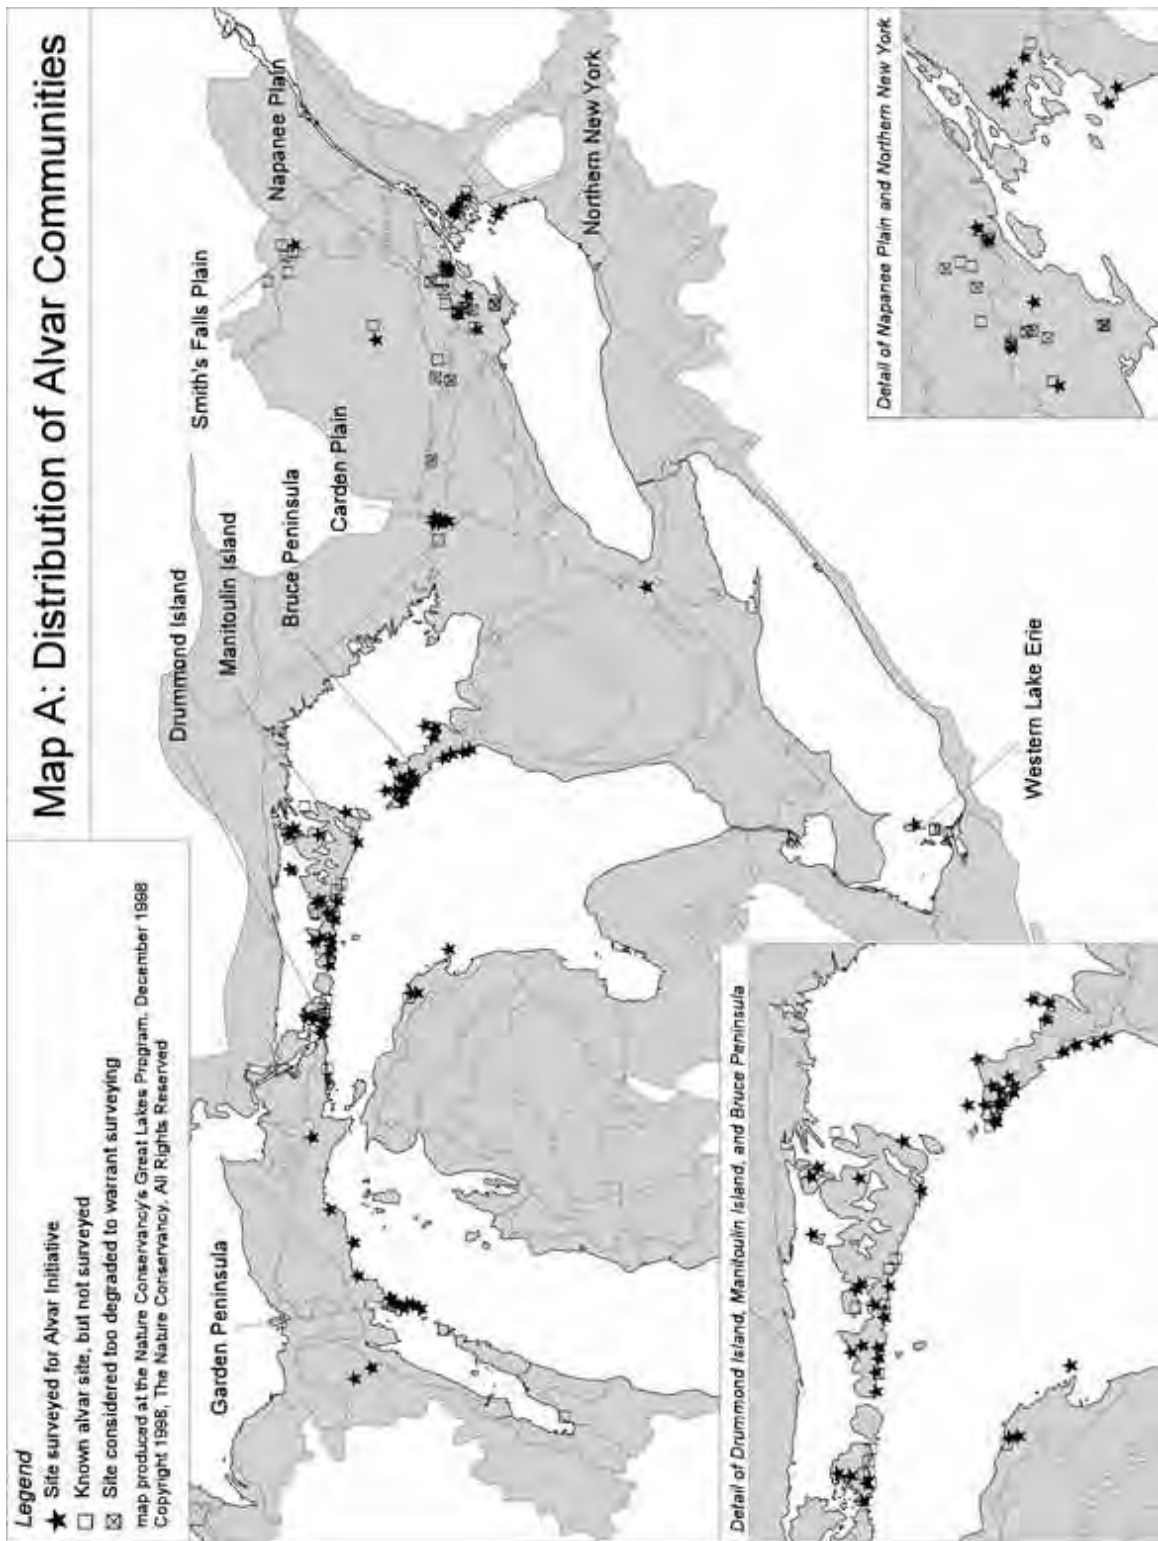 Map A: Distribution of Alvar Communities
Legend
Site surveyed for Alvar Initiative
Known alvar site, but not surveyed
Site considered too degraded to warrant surveying
map produced at the Nature Conservancy's Great Lakes Program, December 1998
Copyright 1998, The Nature Conservancy, All Rights Reserved
Garden Peninsula
Drummond Island
Manitoulin Island
Bruce Peninsula
Carden Plain
Smith's Falls Plain
Napanee Plain
Northern New York
Western Lake Erie
Detail of Drummond Island, Manitoulin Island, and Bruce Peninsula
Detail of Napanee Plain and Northern New York